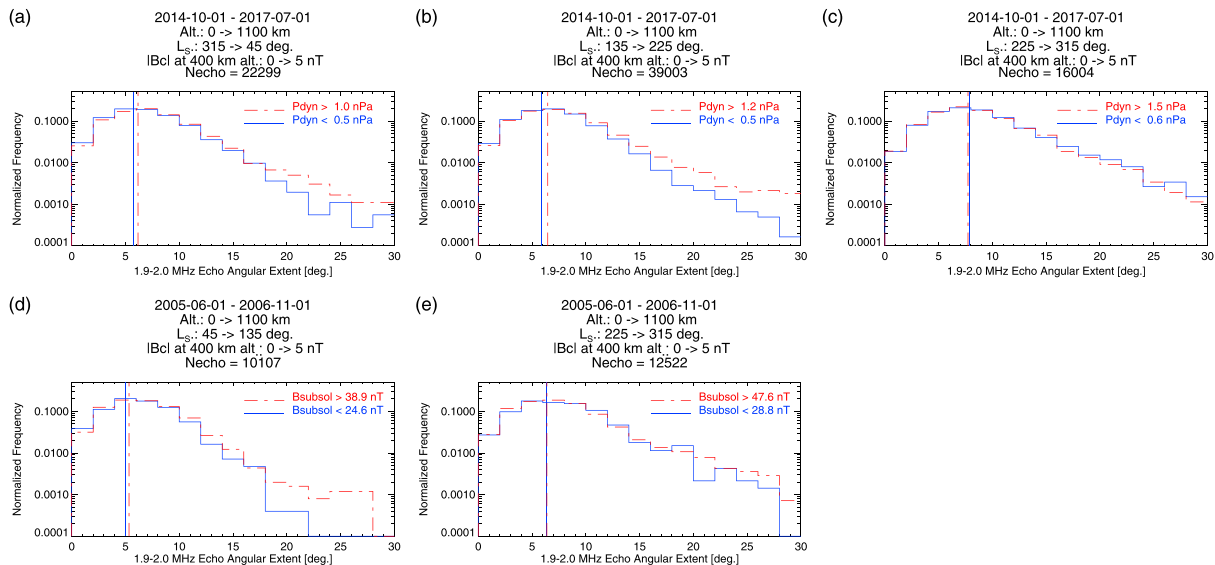 (a)
2014-10-01 - 2017-07-01
Alt.: 0 -> 1100 km
LS.: 315 -> 45 deg.
|Bc| at 400 km alt.: 0 -> 5 nT
Necho = 22299
Pdyn > 1.0 nPa
Pdyn < 0.5 nPa
Normalized Frequency
0.1000
0.0100
0.0010
0.0001
0 5 10 15 20 25 30
1.9-2.0 MHz Echo Angular Extent [deg.]
(b)
2014-10-01 - 2017-07-01
Alt.: 0 -> 1100 km
LS.: 135 -> 225 deg.
|Bc| at 400 km alt.: 0 -> 5 nT
Necho = 39003
Pdyn > 1.2 nPa
Pdyn < 0.5 nPa
Normalized Frequency
0.1000
0.0100
0.0010
0.0001
0 5 10 15 20 25 30
1.9-2.0 MHz Echo Angular Extent [deg.]
(c)
2014-10-01 - 2017-07-01
Alt.: 0 -> 1100 km
LS.: 225 -> 315 deg.
|Bc| at 400 km alt.: 0 -> 5 nT
Necho = 16004
Pdyn > 1.5 nPa
Pdyn < 0.6 nPa
Normalized Frequency
0.1000
0.0100
0.0010
0.0001
0 5 10 15 20 25 30
1.9-2.0 MHz Echo Angular Extent [deg.]
(d)
2005-06-01 - 2006-11-01
Alt.: 0 -> 1100 km
LS.: 45 -> 135 deg.
|Bc| at 400 km alt.: 0 -> 5 nT
Necho = 10107
Bsubsol > 38.9 nT
Bsubsol < 24.6 nT
Normalized Frequency
0.1000
0.0100
0.0010
0.0001
0 5 10 15 20 25 30
1.9-2.0 MHz Echo Angular Extent [deg.]
(e)
2005-06-01 - 2006-11-01
Alt.: 0 -> 1100 km
LS.: 225 -> 315 deg.
|Bc| at 400 km alt.: 0 -> 5 nT
Necho = 12522
Bsubsol > 47.6 nT
Bsubsol < 28.8 nT
Normalized Frequency
0.1000
0.0100
0.0010
0.0001
0 5 10 15 20 25 30
1.9-2.0 MHz Echo Angular Extent [deg.]